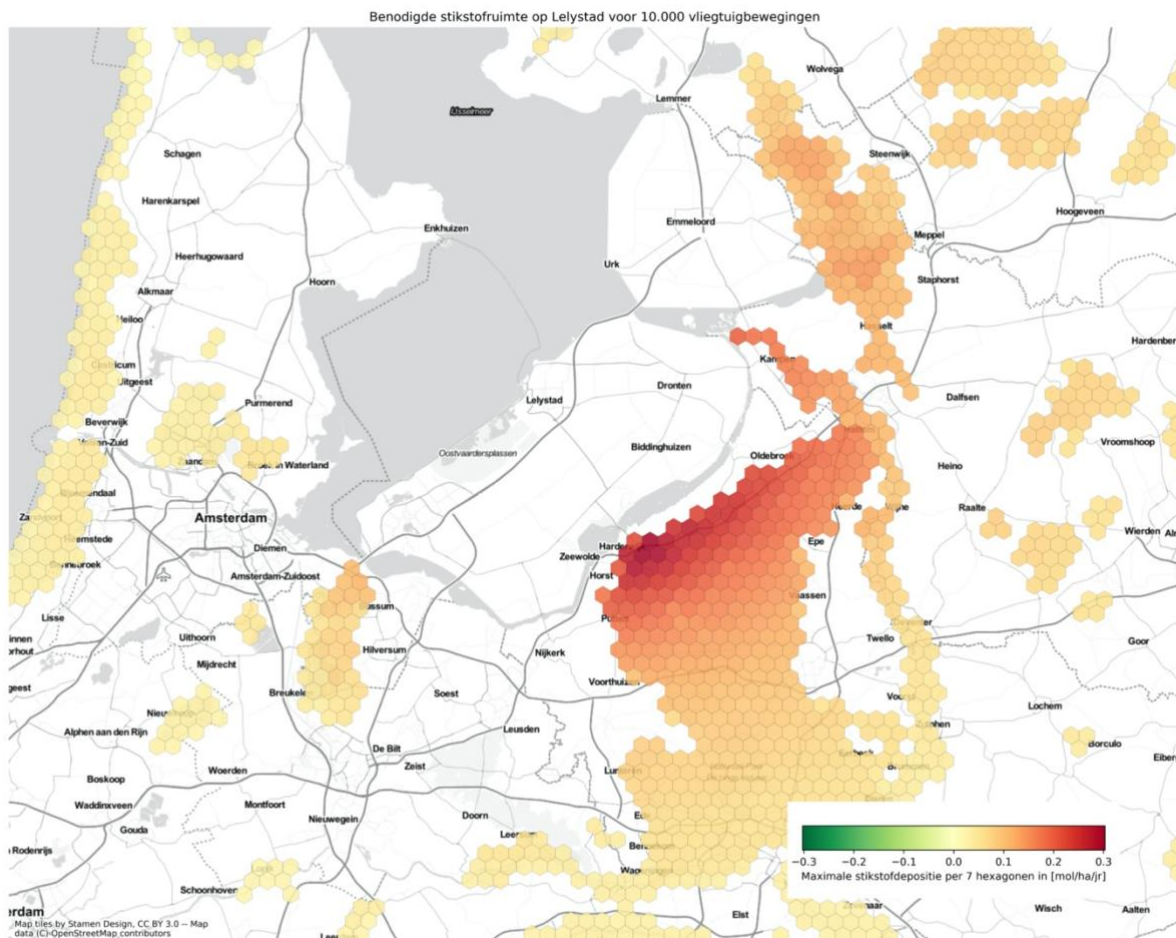 Benodigde stikstofruimte op Lelystad voor 10.000 vliegtuigbewegingen
Wolvega
Lemmer
IJsselmeer
Schagen
Steenwijk
Harenkarspel
Hoogeveen
Emmeloord
Enkhuizen
Meppel
Heerhugowaard
Urk
Staphorst
Hoorn
Alkmaar
Heiloo
Hasselt
Hardenber
Uitgeest
Dronten
Lelystad
Dalfsen
Purmerend
Beverwijk
Vroomshoop
Biddinghuizen
Oostvaardersplassen
Oldebroek
Heino
Raalte
Amsterdam
Wierden
Epe
Diemen
Zeewolde
Horst
Amsterdam-Zuidoost
Lisse
Uithoorn
Twello
Goor
Hilversum
Nijkerk
Mijdrecht
Voorthuizen
Soest
Lochem
Leusden
Alphen aan den Rijn
Borculo
De Bilt
Zeist
Woerden
Boskoop
Waddinxveen
Montfoort
Doorn
Nieuwegein
Gouda
Rodenrijs
Schoonhoven
Elst
Wisch
Aalten
−0.3 −0.2 −0.1 0.0 0.1 0.2 0.3
Maximale stikstofdepositie per 7 hexagonen in [mol/ha/jr]
Map tiles by Stamen Design, CC BY 3.0 -- Map
data (C) OpenStreetMap contributors